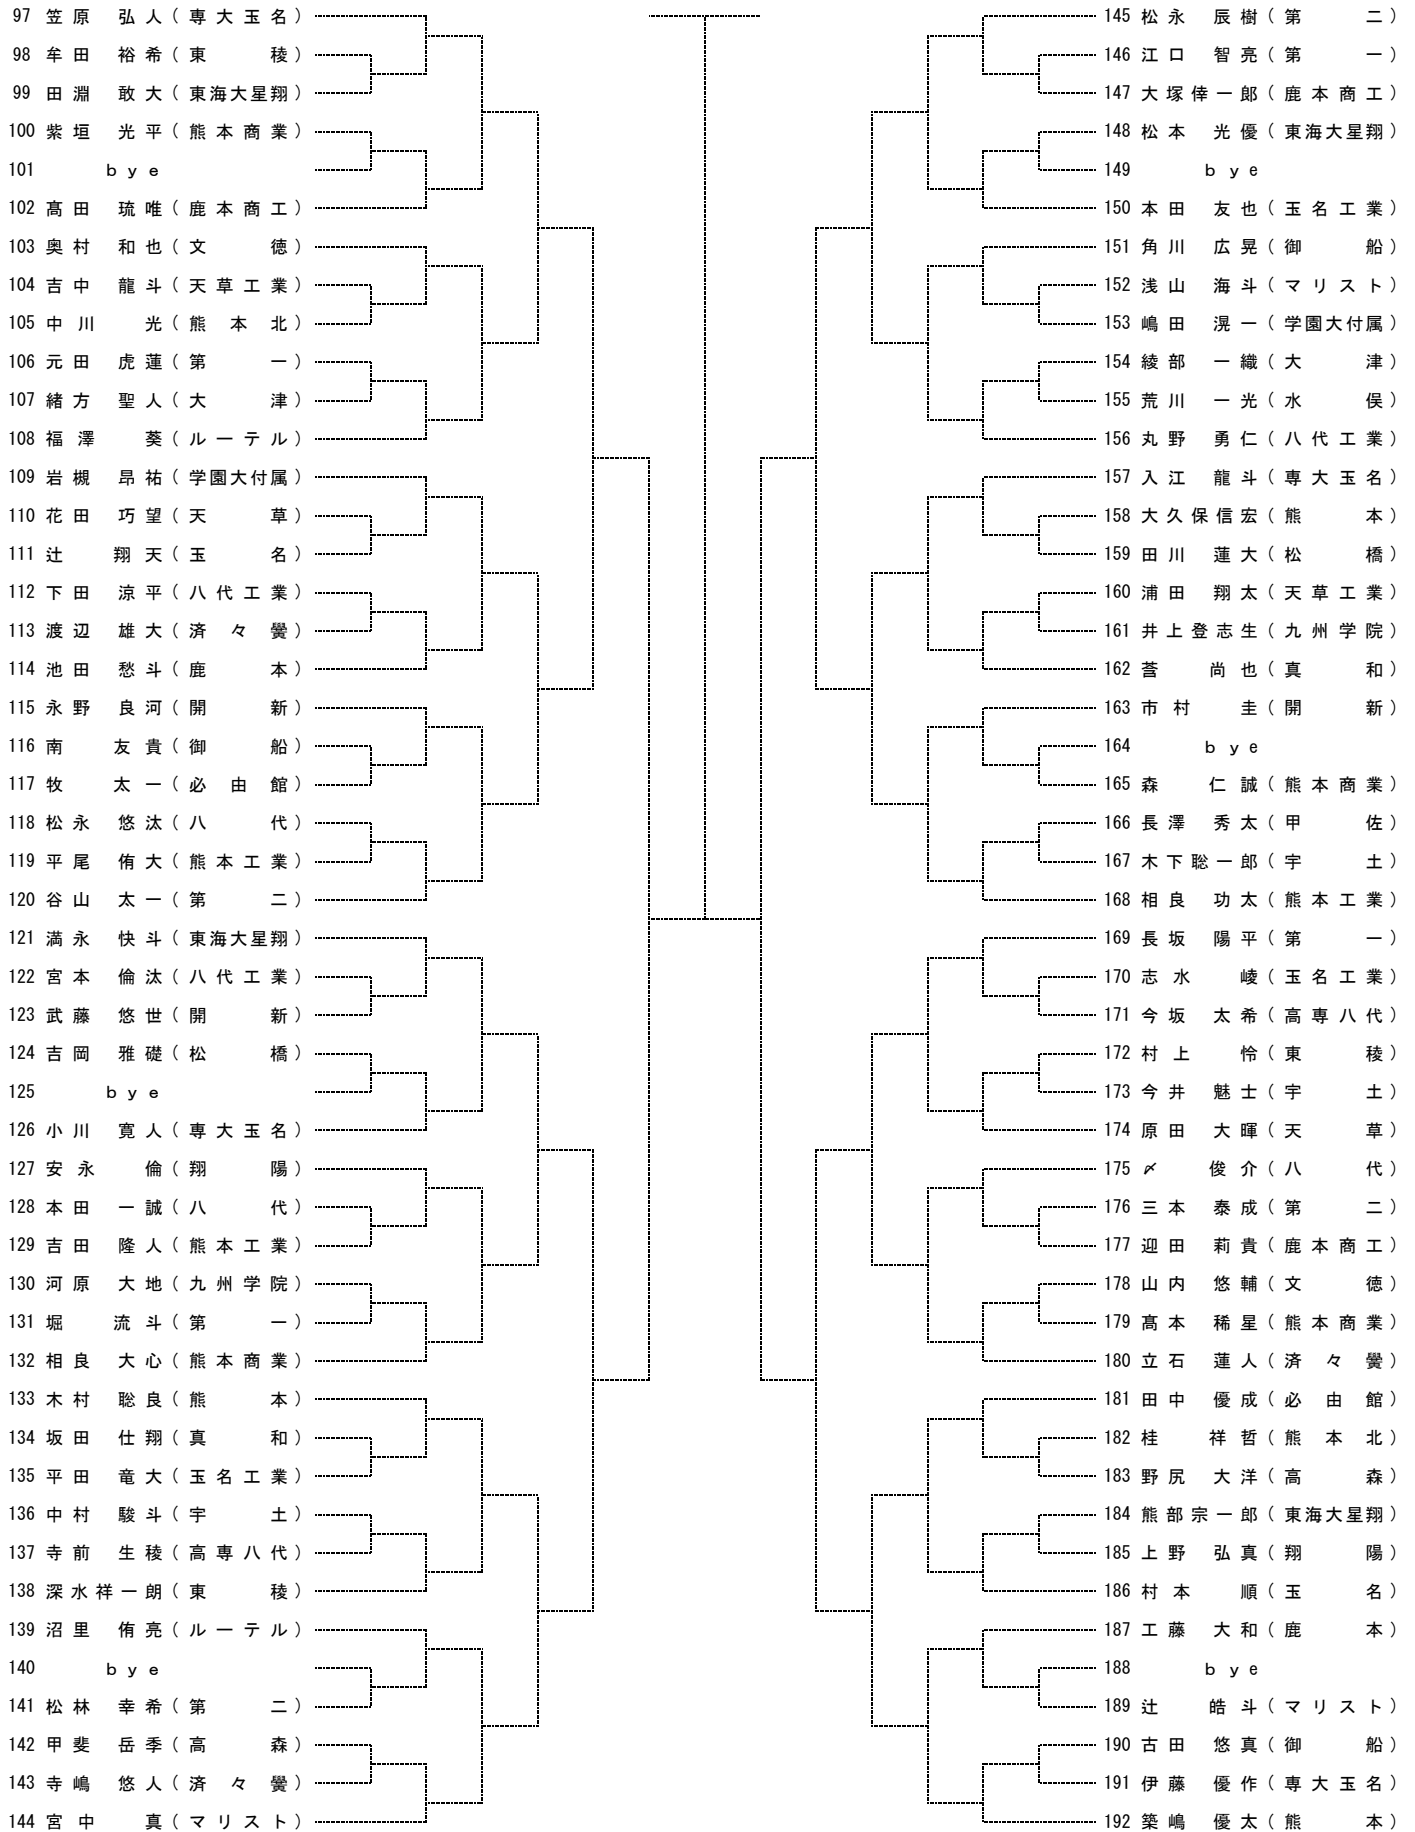 97 笠原 弘人（専大玉名）
98 牟田 裕希（東 稜）
99 田淵 敢大（東海大星翔）
100 紫垣 光平（熊本商業）
101 ｂｙｅ
102 髙田 琉唯（鹿本商工）
103 奥村 和也（文 徳）
104 吉中 龍斗（天草工業）
105 中川 光（熊本北）
106 元田 虎蓮（第 一）
107 緒方 聖人（大 津）
108 福澤 葵（ルーテル）
109 岩槻 昂祐（学園大付属）
110 花田 巧望（天 草）
111 辻 翔天（玉 名）
112 下田 涼平（八代工業）
113 渡辺 雄大（済々黌）
114 池田 愁斗（鹿 本）
115 永野 良河（開 新）
116 南 友貴（御 船）
117 牧 太一（必由館）
118 松永 悠汰（八 代）
119 平尾 侑大（熊本工業）
120 谷山 太一（第 二）
121 満永 快斗（東海大星翔）
122 宮本 倫汰（八代工業）
123 武藤 悠世（開 新）
124 吉岡 雅礎（松 橋）
125 ｂｙｅ
126 小川 寛人（専大玉名）
127 安永 倫（翔 陽）
128 本田 一誠（八 代）
129 吉田 隆人（熊本工業）
130 河原 大地（九州学院）
131 堀 流斗（第 一）
132 相良 大心（熊本商業）
133 木村 聡良（熊 本）
134 坂田 仕翔（真 和）
135 平田 竜大（玉名工業）
136 中村 駿斗（宇 土）
137 寺前 生稜（高専八代）
138 深水祥一朗（東 稜）
139 沼里 侑亮（ルーテル）
140 ｂｙｅ
141 松林 幸希（第 二）
142 甲斐 岳季（高 森）
143 寺嶋 悠人（済々黌）
144 宮中 真（マリスト）
145 松永 辰樹（第 二）
146 江口 智亮（第 一）
147 大塚倖一郎（鹿本商工）
148 松本 光優（東海大星翔）
149 ｂｙｅ
150 本田 友也（玉名工業）
151 角川 広晃（御 船）
152 浅山 海斗（マリスト）
153 嶋田 滉一（学園大付属）
154 綾部 一織（大 津）
155 荒川 一光（水 俣）
156 丸野 勇仁（八代工業）
157 入江 龍斗（専大玉名）
158 大久保信宏（熊 本）
159 田川 蓮大（松 橋）
160 浦田 翔太（天草工業）
161 井上登志生（九州学院）
162 尚也（真 和）
163 市村 圭（開 新）
164 ｂｙｅ
165 森 仁誠（熊本商業）
166 長澤 秀太（甲 佐）
167 木下聡一郎（宇 土）
168 相良 功太（熊本工業）
169 長坂 陽平（第 一）
170 志水 崚（玉名工業）
171 今坂 太希（高専八代）
172 村上 怜（東 稜）
173 今井 魅士（宇 土）
174 原田 大暉（天 草）
175 〆 俊介（八 代）
176 三本 泰成（第 二）
177 迎田 莉貴（鹿本商工）
178 山内 悠輔（文 徳）
179 髙本 稀星（熊本商業）
180 立石 蓮人（済々黌）
181 田中 優成（必由館）
182 桂 祥哲（熊本北）
183 野尻 大洋（高 森）
184 熊部宗一郎（東海大星翔）
185 上野 弘真（翔 陽）
186 村本 順（玉 名）
187 工藤 大和（鹿 本）
188 ｂｙｅ
189 辻 皓斗（マリスト）
190 古田 悠真（御 船）
191 伊藤 優作（専大玉名）
192 築嶋 優太（熊 本）